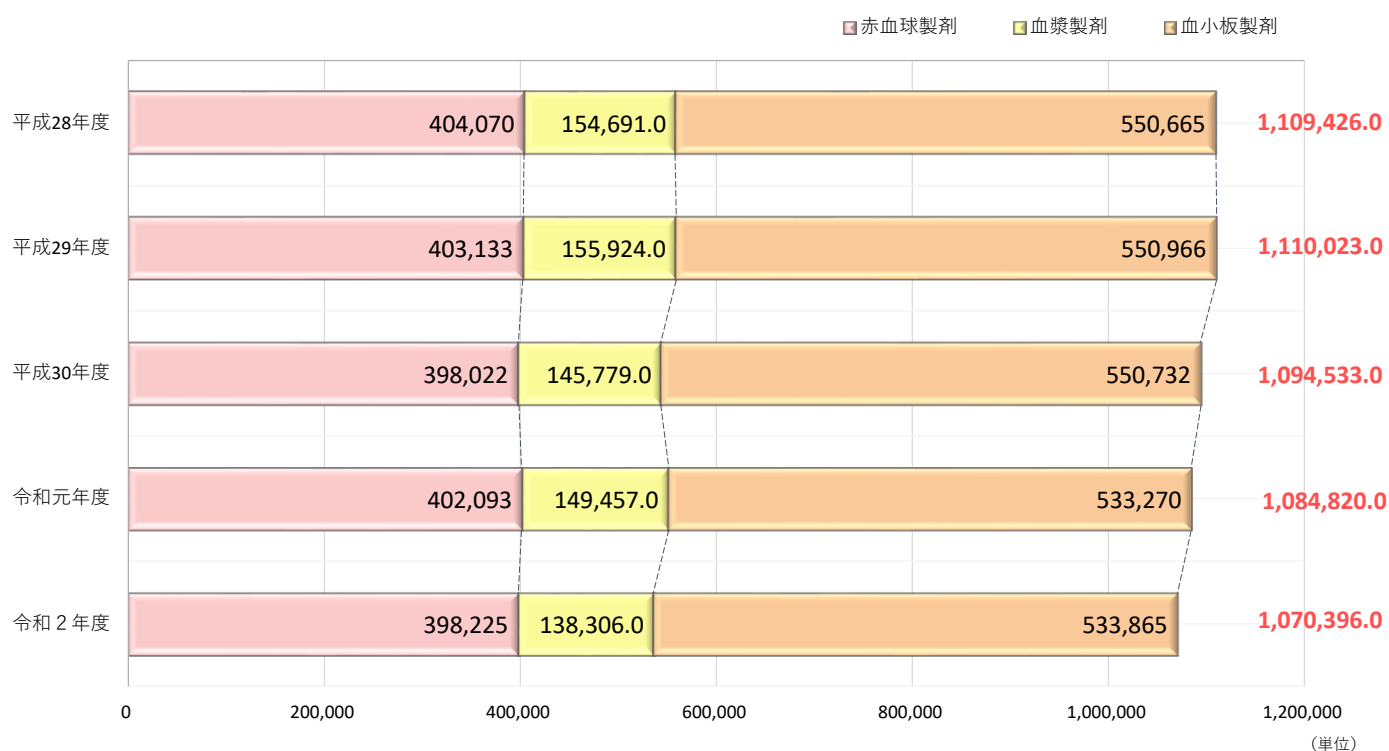 赤血球製剤 血漿製剤 血小板製剤
平成28年度 404,070 154,691.0 550,665 1,109,426.0
平成29年度 403,133 155,924.0 550,966 1,110,023.0
平成30年度 398,022 145,779.0 550,732 1,094,533.0
令和元年度 402,093 149,457.0 533,270 1,084,820.0
令和２年度 398,225 138,306.0 533,865 1,070,396.0
0 200,000 400,000 600,000 800,000 1,000,000 1,200,000
（単位）